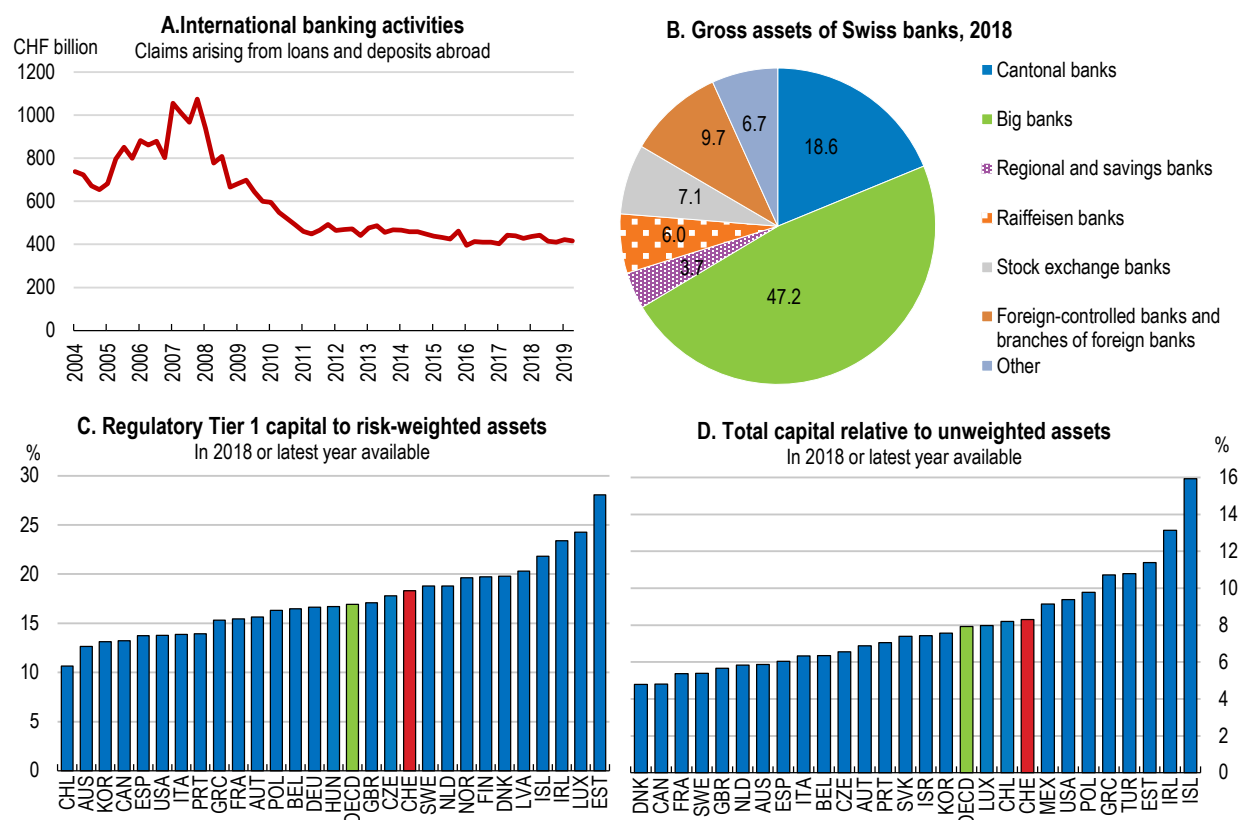 A.International banking activities
CHF billion
Claims arising from loans and deposits abroad
1200
1000
800
600
400
200
0
2004
2005
2006
2007
2008
2009
2010
2011
2012
2013
2014
2015
2016
2017
2018
2019
B. Gross assets of Swiss banks, 2018
18.6
47.2
3.7
6.0
7.1
9.7
6.7
Cantonal banks
Big banks
Regional and savings banks
Raiffeisen banks
Stock exchange banks
Foreign-controlled banks and
branches of foreign banks
Other
C. Regulatory Tier 1 capital to risk-weighted assets
%
In 2018 or latest year available
30
25
20
15
10
5
0
CHL
AUS
KOR
CAN
ESP
USA
ITA
PRT
GRC
FRA
AUT
POL
BEL
DEU
HUN
OECD
GBR
CZE
CHE
SWE
NLD
NOR
FIN
DNK
LVA
ISL
IRL
LUX
EST
D. Total capital relative to unweighted assets
In 2018 or latest year available
%
16
14
12
10
8
6
4
2
0
DNK
CAN
FRA
SWE
GBR
NLD
AUS
ESP
ITA
BEL
CZE
AUT
PRT
SVK
ISR
KOR
OECD
LUX
CHL
CHE
MEX
USA
POL
GRC
TUR
EST
IRL
ISL